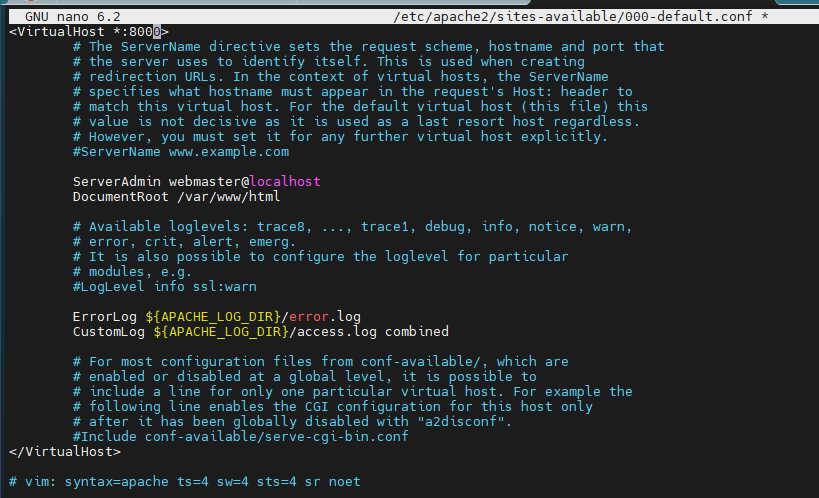 GNU nano 6.2 /etc/apache2/sites-available/000-default.conf *
<VirtualHost *:8000>
# The ServerName directive sets the request scheme, hostname and port that
# the server uses to identify itself. This is used when creating
# redirection URLs. In the context of virtual hosts, the ServerName
# specifies what hostname must appear in the request's Host: header to
# match this virtual host. For the default virtual host (this file) this
# value is not decisive as it is used as a last resort host regardless.
# However, you must set it for any further virtual host explicitly.
#ServerName www.example.com
ServerAdmin webmaster@localhost
DocumentRoot /var/www/html
# Available loglevels: trace8, ..., trace1, debug, info, notice, warn,
# error, crit, alert, emerg.
# It is also possible to configure the loglevel for particular
# modules, e.g.
#LogLevel info ssl:warn
ErrorLog ${APACHE_LOG_DIR}/error.log
CustomLog ${APACHE_LOG_DIR}/access.log combined
# For most configuration files from conf-available/, which are
# enabled or disabled at a global level, it is possible to
# include a line for only one particular virtual host. For example the
# following line enables the CGI configuration for this host only
# after it has been globally disabled with "a2disconf".
#Include conf-available/serve-cgi-bin.conf
</VirtualHost>
# vim: syntax=apache ts=4 sw=4 sts=4 sr noet